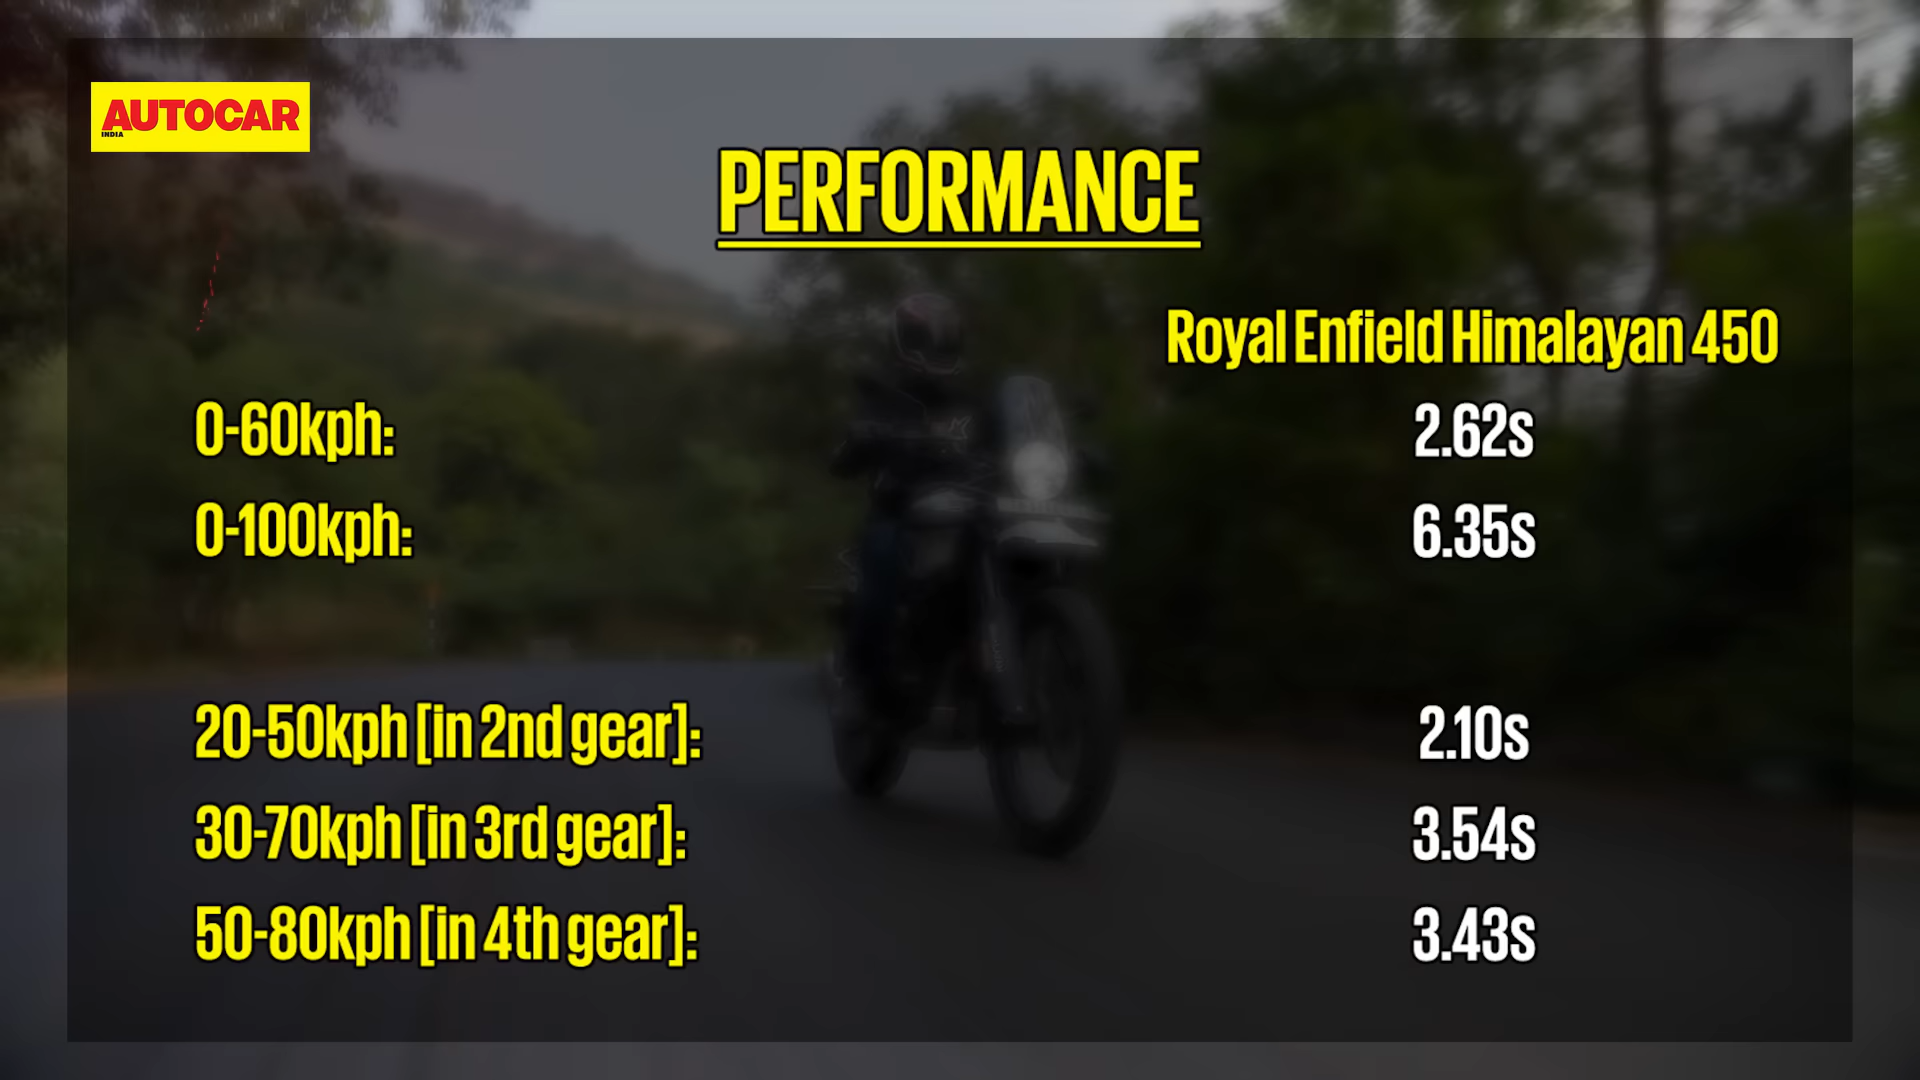 AUTOCAR
INDIA
PERFORMANCE
Royal Enfield Himalayan 450
0-60kph: 2.62s
0-100kph: 6.35s
20-50kph [in 2nd gear]: 2.10s
30-70kph [in 3rd gear]: 3.54s
50-80kph [in 4th gear]: 3.43s